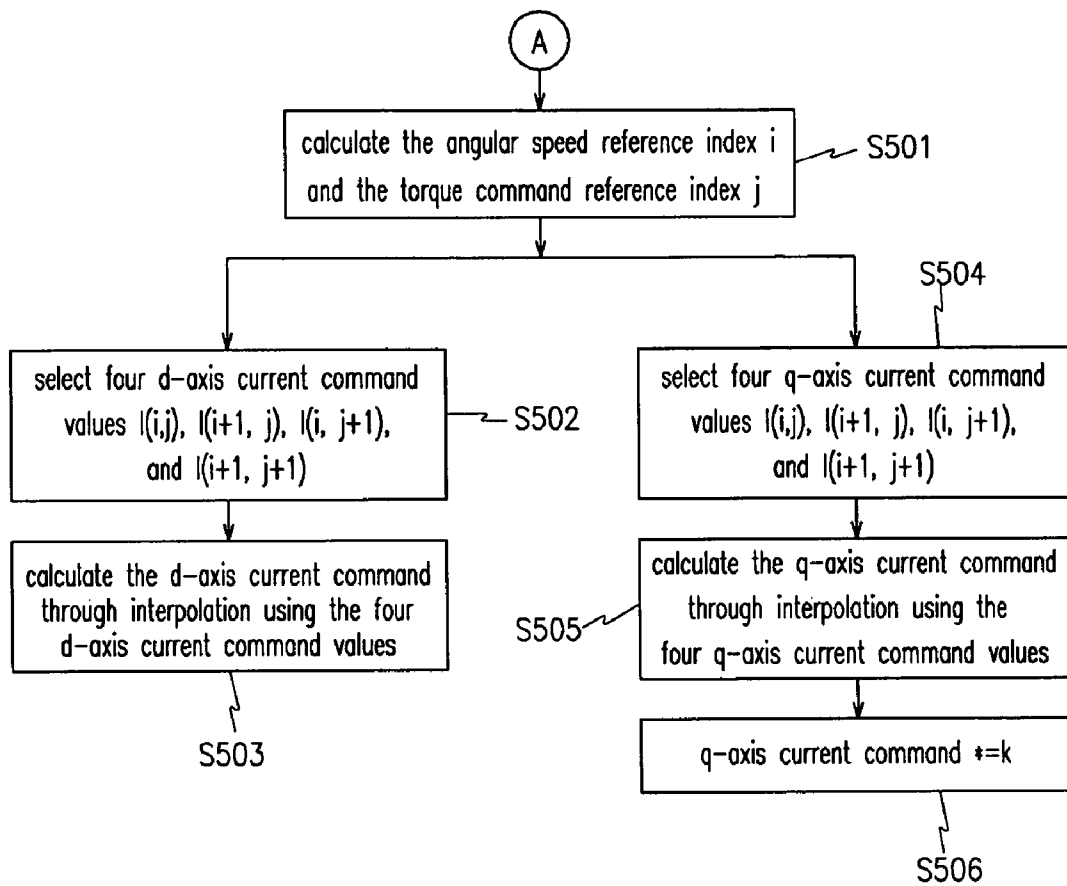 A
calculate the angular speed reference index i
and the torque command reference index j
S501
S504
select four d-axis current command
values I(i,j), I(i+1, j), I(i, j+1),
and I(i+1, j+1)
S502
select four q-axis current command
values I(i,j), I(i+1, j), I(i, j+1),
and I(i+1, j+1)
calculate the d-axis current command
through interpolation using the four
d-axis current command values
S503
calculate the q-axis current command
through interpolation using the
four q-axis current command values
S505
q-axis current command *=k
S506